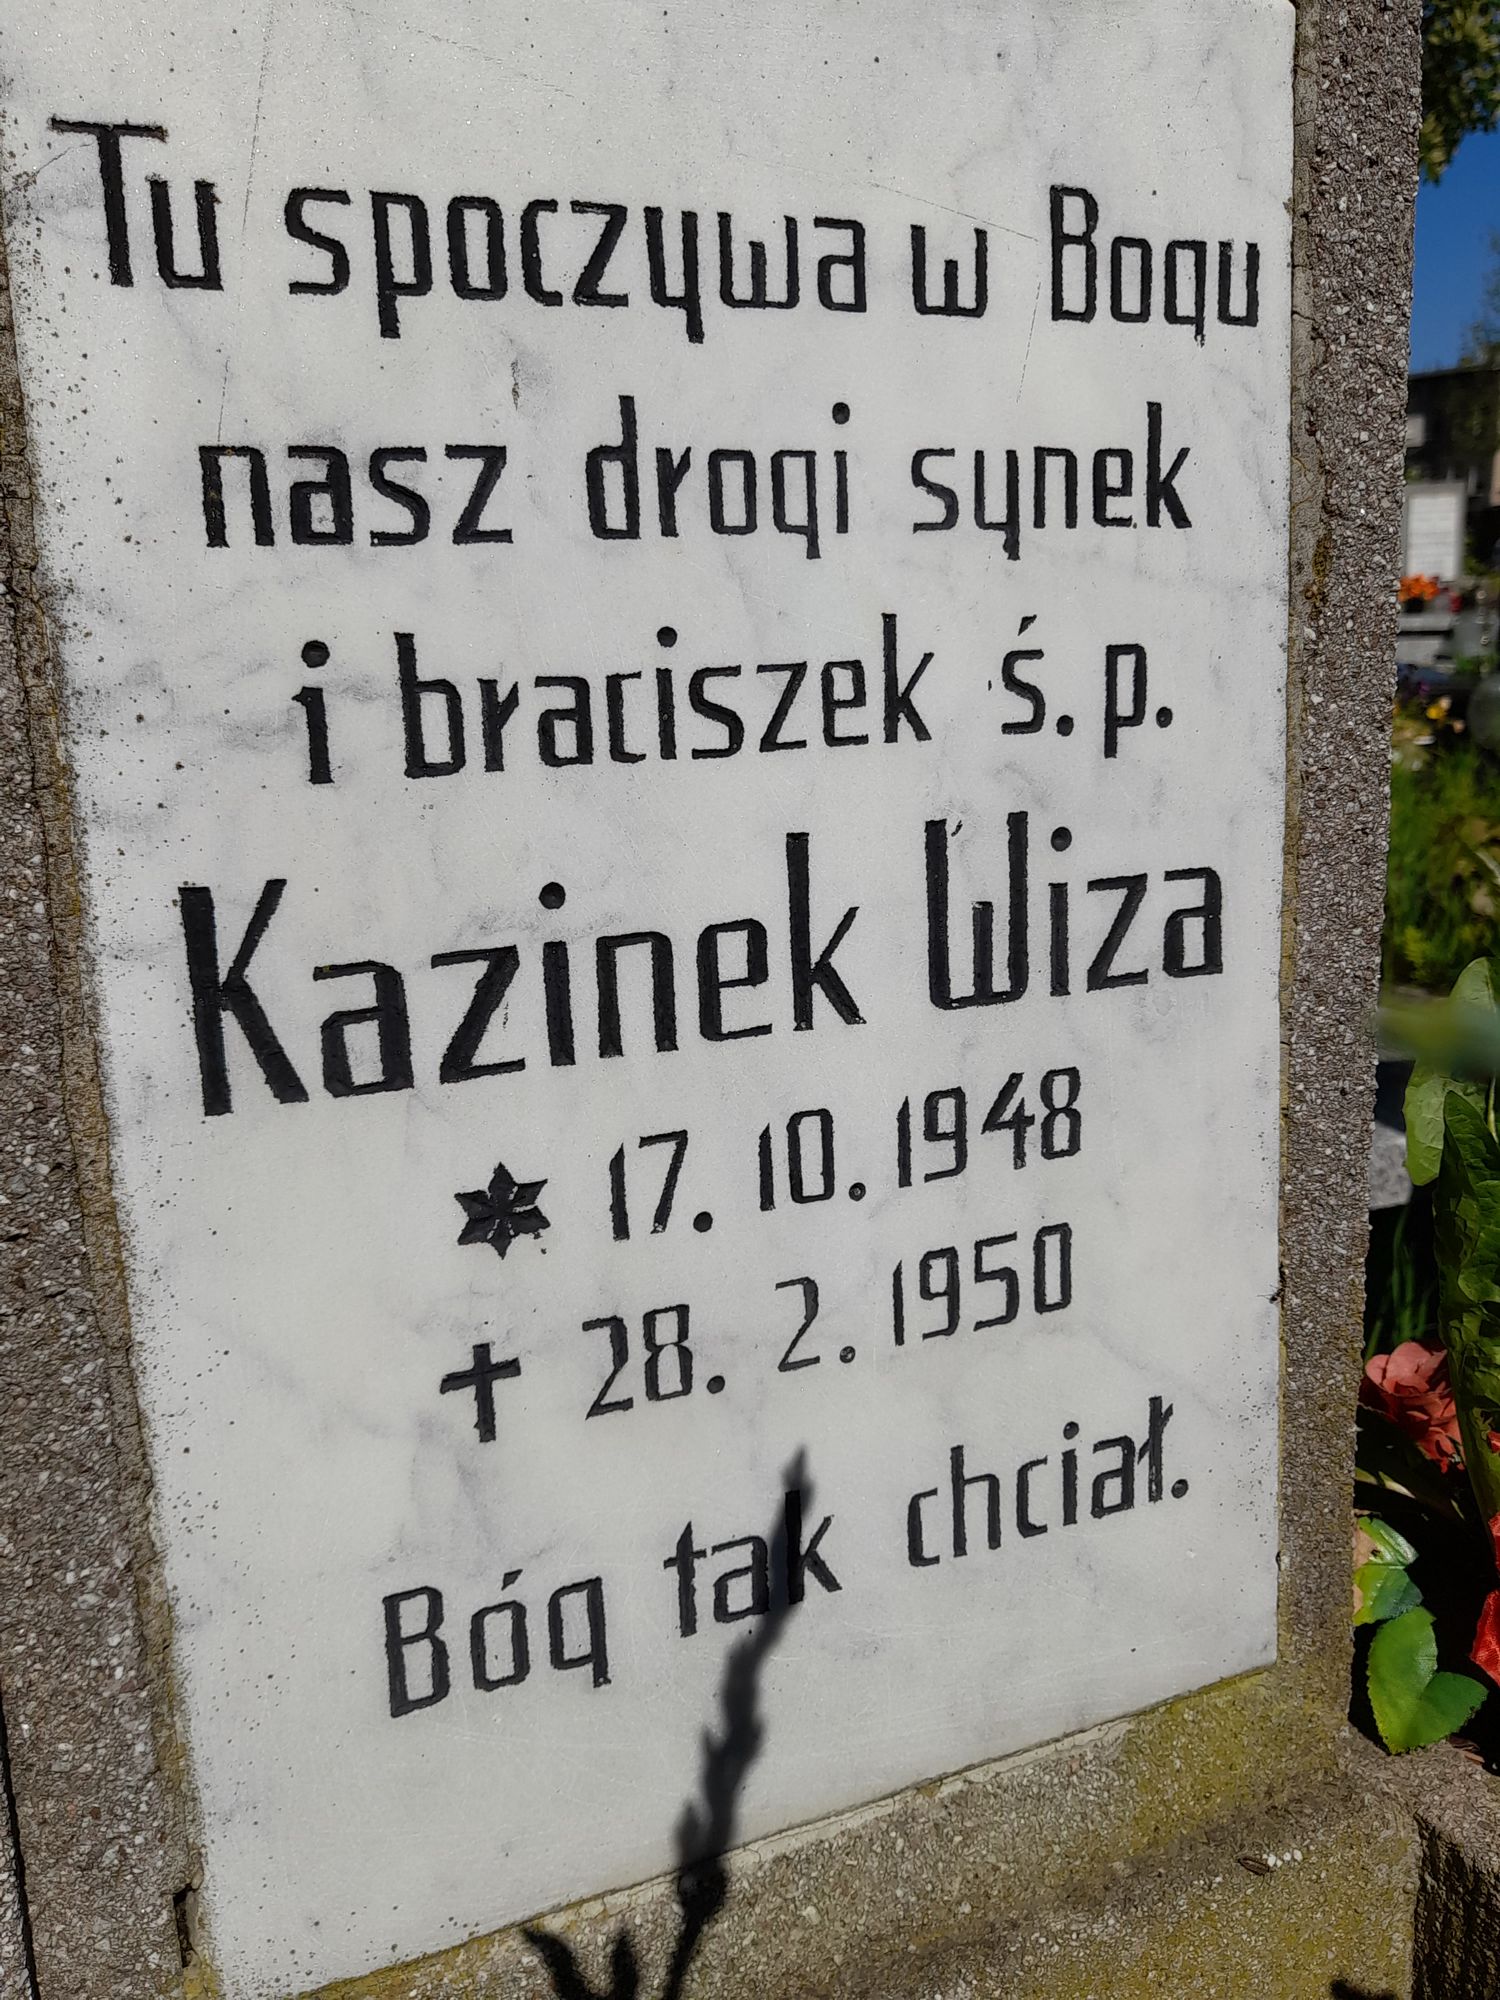 Tu spoczywa w Bogu
nasz drogi synek
i braciszek ś.p.
Kazinek Wiza
* 17. 10. 1948
✝ 28. 2. 1950
Bóg tak chciał.